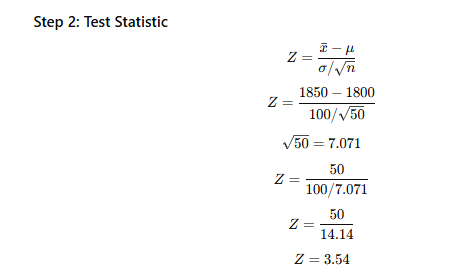 Step 2: Test Statistic
Z = (x̄ − μ) / (σ/√n)
Z = (1850 − 1800) / (100/√50)
√50 = 7.071
Z = 50 / (100/7.071)
Z = 50 / 14.14
Z = 3.54